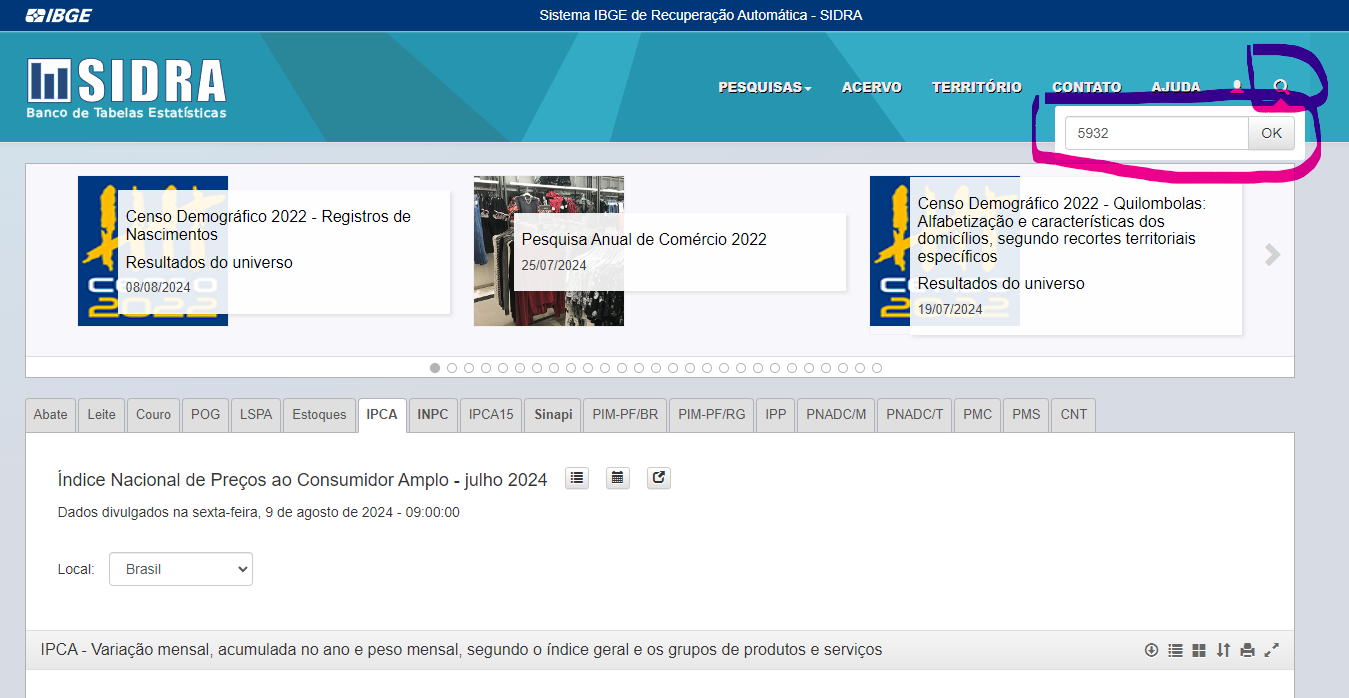 IBGE
Sistema IBGE de Recuperação Automática - SIDRA
SIDRA
Banco de Tabelas Estatísticas
PESQUISAS ACERVO TERRITÓRIO CONTATO AJUDA
5932 OK
Censo Demográfico 2022 - Registros de
Nascimentos
Resultados do universo
08/08/2024
Pesquisa Anual de Comércio 2022
25/07/2024
Censo Demográfico 2022 - Quilombolas:
Alfabetização e características dos
domicílios, segundo recortes territoriais
específicos
Resultados do universo
19/07/2024
Abate Leite Couro POG LSPA Estoques IPCA INPC IPCA15 Sinapi PIM-PF/BR PIM-PF/RG IPP PNADC/M PNADC/T PMC PMS CNT
Índice Nacional de Preços ao Consumidor Amplo - julho 2024
Dados divulgados na sexta-feira, 9 de agosto de 2024 - 09:00:00
Local: Brasil
IPCA - Variação mensal, acumulada no ano e peso mensal, segundo o índice geral e os grupos de produtos e serviços